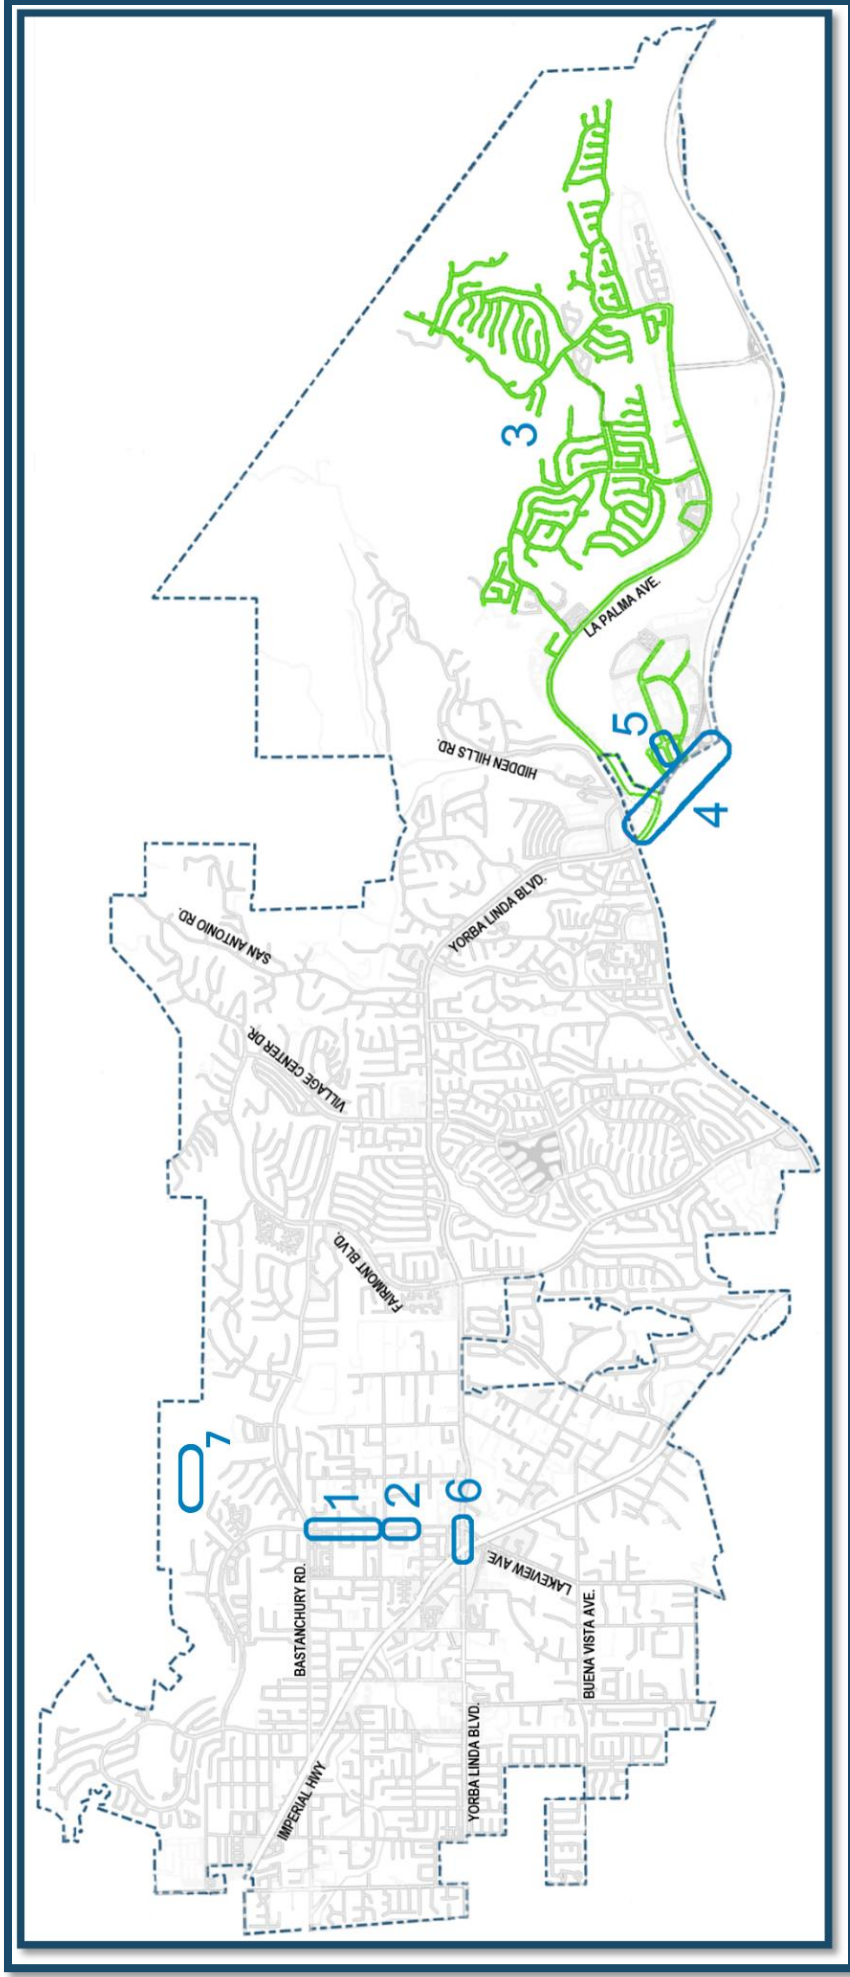 3
LA PALMA AVE.
5
4
HIDDEN HILLS RD.
YORBA LINDA BLVD.
SAN ANTONIO RD.
VILLAGE CENTER DR.
FAIRMONT BLVD.
7
1
2
6
LAKEVIEW AVE.
BASTANCHURY RD.
BUENA VISTA AVE.
YORBA LINDA BLVD.
IMPERIAL HWY